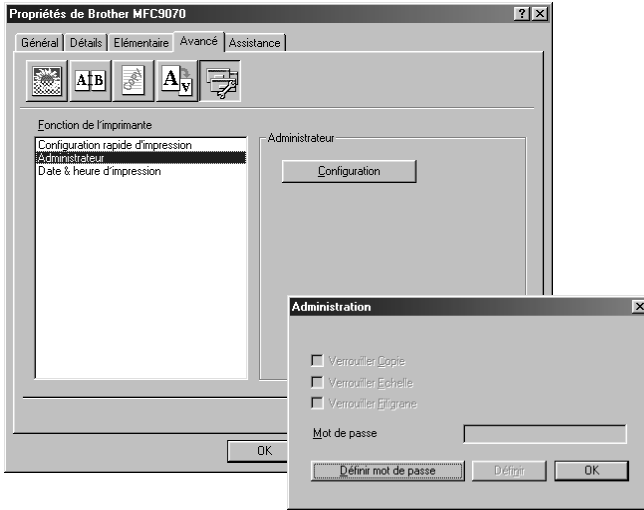 Propriétés de Brother MFC9070
Général Détails Elémentaire Avancé Assistance
A B
A A
Fonction de l'imprimante
Configuration rapide d'impression
Administrateur
Date & heure d'impression
Administrateur
Configuration
OK
Administration
Verrouiller Copie
Verrouiller Echelle
Verrouiller Filigrane
Mot de passe
Définir mot de passe Définir OK